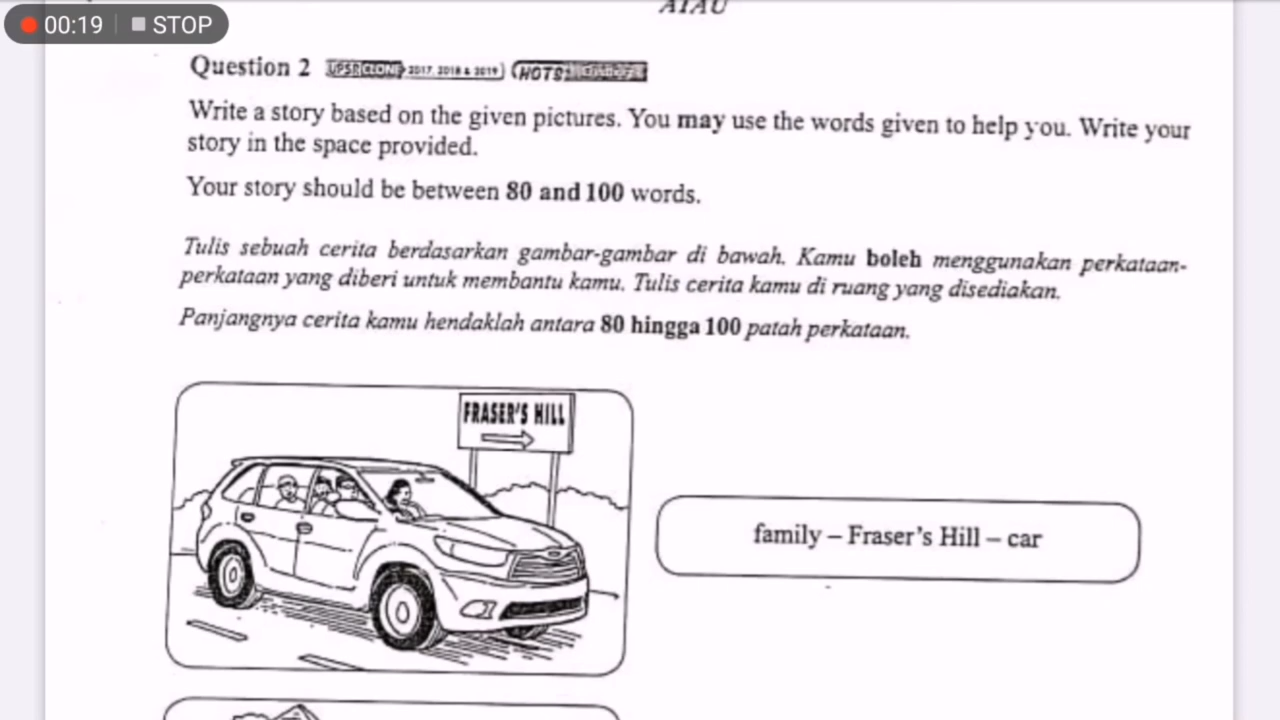 00:19 STOP
ATAU
Question 2 UPSR CLONE 2017, 2018 & 2019 HOTS
Write a story based on the given pictures. You may use the words given to help you. Write your
story in the space provided.
Your story should be between 80 and 100 words.
Tulis sebuah cerita berdasarkan gambar-gambar di bawah. Kamu boleh menggunakan perkataan-
perkataan yang diberi untuk membantu kamu. Tulis cerita kamu di ruang yang disediakan.
Panjangnya cerita kamu hendaklah antara 80 hingga 100 patah perkataan.
FRASER'S HILL
family – Fraser's Hill – car